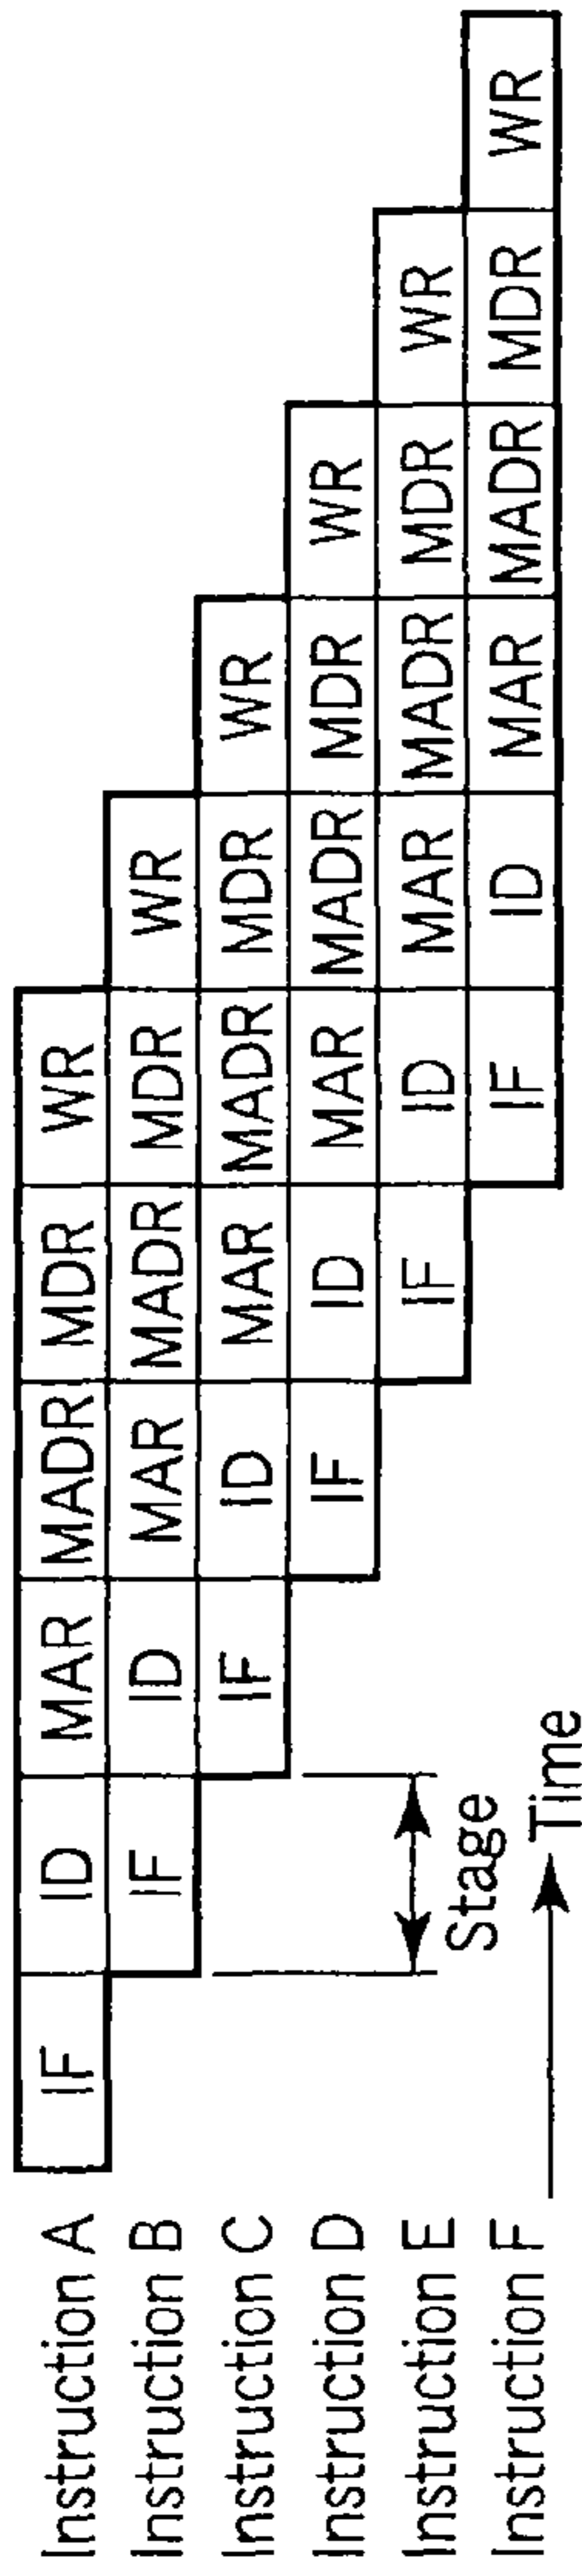 Instruction A IF ID MAR MADR MDR WR
Instruction B IF ID MAR MADR MDR WR
Instruction C IF ID MAR MADR MDR WR
Instruction D IF ID MAR MADR MDR WR
Instruction E IF ID MAR MADR MDR WR
Instruction F IF ID MAR MADR MDR WR
Stage
Time